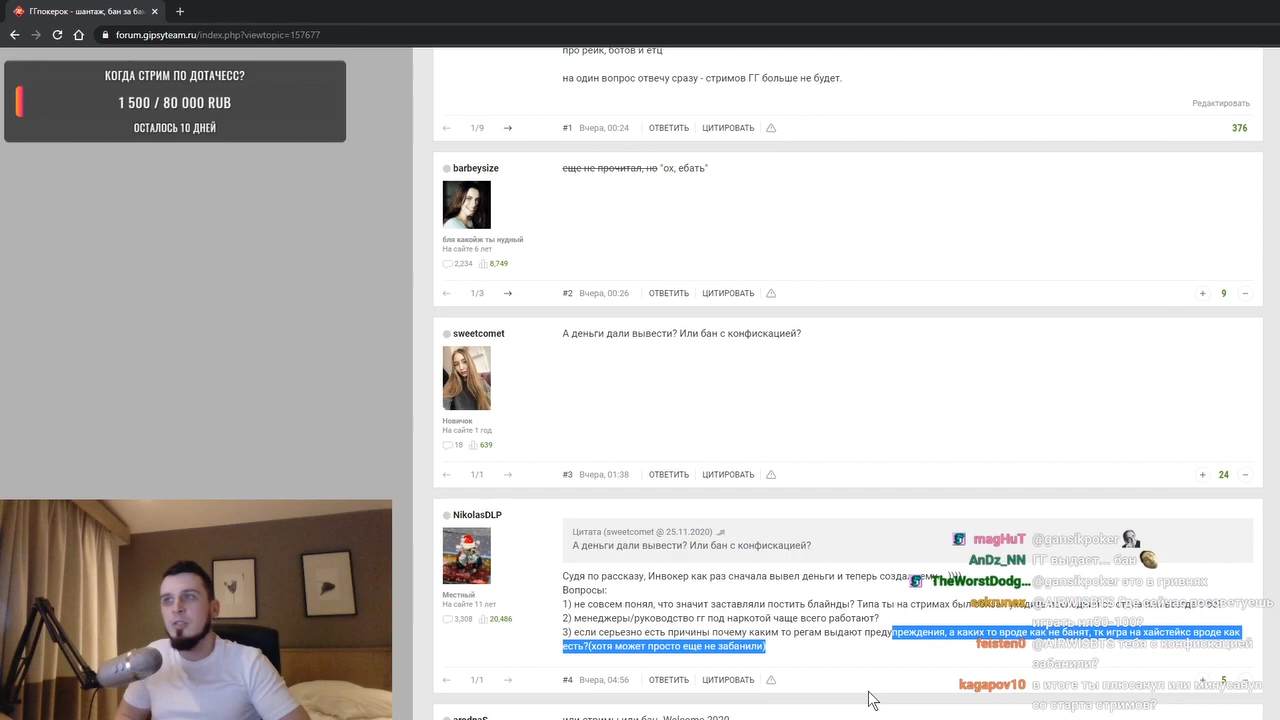 ГГпокерок - шантаж, бан за ба
forum.gipsyteam.ru/index.php?viewtopic=157677
КОГДА СТРИМ ПО ДОТАЧЕСС?
1 500 / 80 000 RUB
ОСТАЛОСЬ 10 ДНЕЙ
про рейк, ботов и етц
на один вопрос отвечу сразу - стримов ГГ больше не будет.
Редактировать
1/9 #1 Вчера, 00:24 ОТВЕТИТЬ ЦИТИРОВАТЬ 376
barbeysize
еще не прочитал, но "ох, ебать"
бля какойж ты нудный
На сайте 6 лет
2,234 8,749
1/3 #2 Вчера, 00:26 ОТВЕТИТЬ ЦИТИРОВАТЬ + 9 −
sweetcomet
А деньги дали вывести? Или бан с конфискацией?
Новичок
На сайте 1 год
18 639
1/1 #3 Вчера, 01:38 ОТВЕТИТЬ ЦИТИРОВАТЬ + 24 −
NikolasDLP
Цитата (sweetcomet @ 25.11.2020)
А деньги дали вывести? Или бан с конфискацией?
Судя по рассказу, Инвокер как раз сначала вывел деньги и теперь
Вопросы:
1) не совсем понял, что значит заставляли постить блайнды? Типа ты на стримах
2) менеджеры/руководство гг под наркотой чаще всего работают?
3) если серьезно есть причины почему каким то регам выдают предупреждения, а каких то вроде как не банят, тк игра на хайстейкс вроде как
есть?(хотя может просто еще не забанили)
Местный
На сайте 11 лет
3,308 20,486
1/1 #4 Вчера, 04:56 ОТВЕТИТЬ ЦИТИРОВАТЬ + 5
magHuT @gansikpoker
AnDz_NN ГГ выдаст... бан
TheWorstDodg... @gansikpoker это в гривнях
играть нл50-100?
feisten0 @AIRWISBTS тебя с конфискацией
забанили?
kagapov10 в итоге ты плюсанул или минусанул
со старта стримов?
или стримы или бан. Welcome 2020